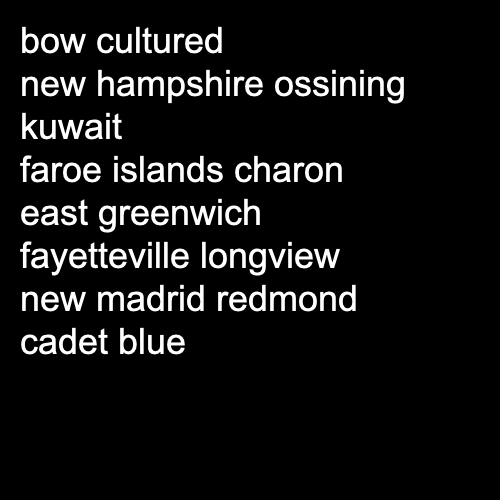 bow cultured
new hampshire ossining
kuwait
faroe islands charon
east greenwich
fayetteville longview
new madrid redmond
cadet blue